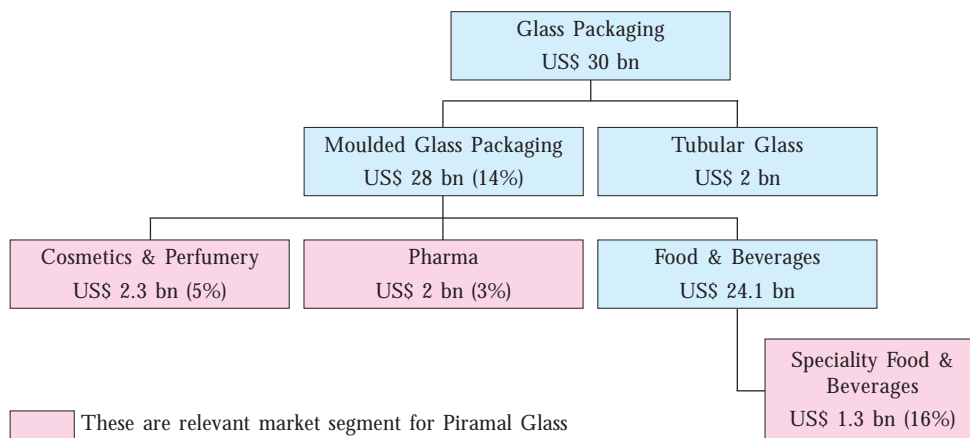 Glass Packaging
US$ 30 bn
Moulded Glass Packaging
US$ 28 bn (14%)
Tubular Glass
US$ 2 bn
Cosmetics & Perfumery
US$ 2.3 bn (5%)
Pharma
US$ 2 bn (3%)
Food & Beverages
US$ 24.1 bn
Speciality Food &
Beverages
US$ 1.3 bn (16%)
These are relevant market segment for Piramal Glass